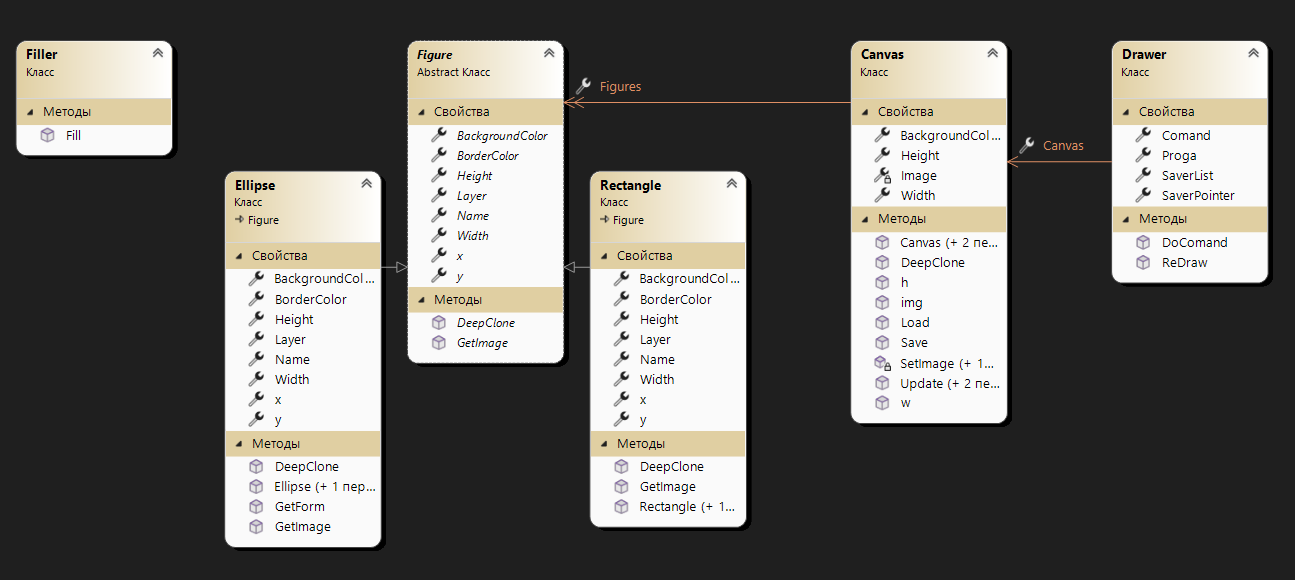 Filler
Класс
Методы
Fill
Ellipse
Класс
Figure
Свойства
BackgroundCol...
BorderColor
Height
Layer
Name
Width
x
y
Методы
DeepClone
Ellipse (+ 1 пер...
GetForm
GetImage
Figure
Abstract Класс
Свойства
BackgroundColor
BorderColor
Height
Layer
Name
Width
x
y
Методы
DeepClone
GetImage
Figures
Rectangle
Класс
Figure
Свойства
BackgroundCol...
BorderColor
Height
Layer
Name
Width
x
y
Методы
DeepClone
GetImage
Rectangle (+ 1...
Canvas
Класс
Свойства
BackgroundCol...
Height
Image
Width
Методы
Canvas (+ 2 пе...
DeepClone
h
img
Load
Save
SetImage (+ 1...
Update (+ 2 пе...
w
Canvas
Drawer
Класс
Свойства
Comand
Proga
SaverList
SaverPointer
Методы
DoComand
ReDraw